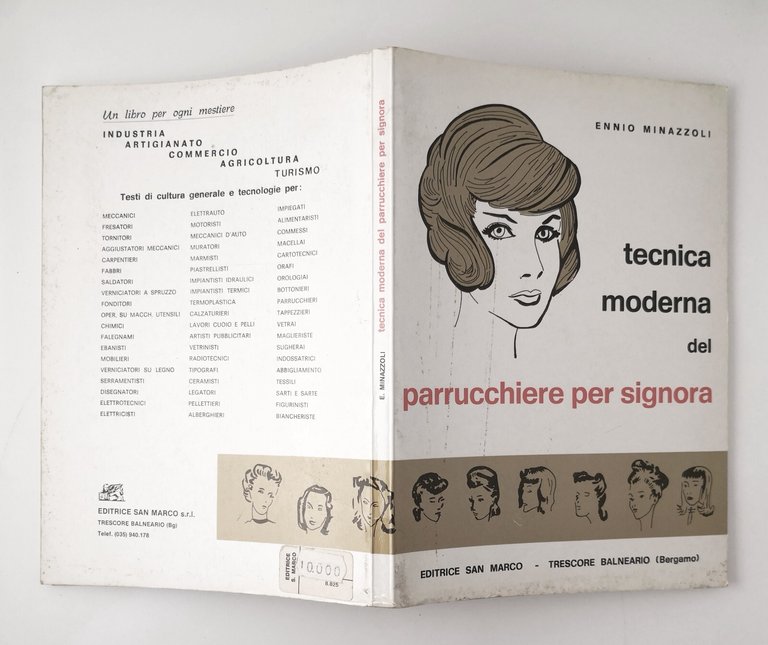 Un libro per ogni mestiere
INDUSTRIA
ARTIGIANATO
COMMERCIO
AGRICOLTURA
TURISMO
Testi di cultura generale e tecnologie per:
MECCANICI
FRESATORI
TORNITORI
AGGIUSTATORI MECCANICI
CARPENTIERI
FABBRI
SALDATORI
VERNICIATORI A SPRUZZO
FONDITORI
OPER. SU MACCH. UTENSILI
CHIMICI
FALEGNAMI
EBANISTI
MOBILIERI
VERNICIATORI SU LEGNO
SERRAMENTISTI
DISEGNATORI
ELETTROTECNICI
ELETTRICISTI
ELETTRAUTO
MOTORISTI
MECCANICI D'AUTO
MURATORI
MARMISTI
PIASTRELLISTI
IMPIANTISTI IDRAULICI
IMPIANTISTI TERMICI
TERMOPLASTICA
CALZATURIERI
LAVORI CUOIO E PELLI
ARTISTI PUBBLICITARI
VETRINISTI
RADIOTECNICI
TIPOGRAFI
CERAMISTI
LEGATORI
PELLETTIERI
ALBERGHIERI
IMPIEGATI
ALIMENTARISTI
COMMESSI
MACELLAI
CARTOTECNICI
ORAFI
OROLOGIAI
BOTTONIERI
PARRUCCHIERI
TAPPEZZIERI
VETRAI
MAGLIERISTE
SUGHERAI
INDOSSATRICI
ABBIGLIAMENTO
TESSILI
SARTI E SARTE
FIGURINISTI
BIANCHERISTE
EDITRICE SAN MARCO s.r.l.
TRESCORE BALNEARIO (Bg)
Telef. (035) 940.178
EDITRICE
S. MARCO
10.000
8.825
E. MINAZZOLI tecnica moderna del parrucchiere per signora
ENNIO MINAZZOLI
tecnica
moderna
del
parrucchiere per signora
EDITRICE SAN MARCO - TRESCORE BALNEARIO (Bergamo)